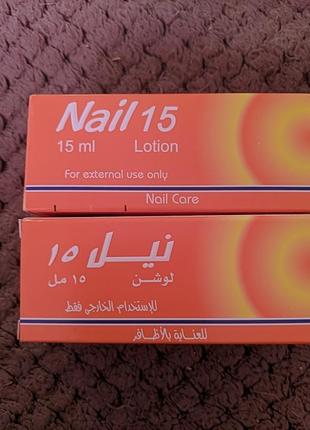 Nail 15
15 ml Lotion
For external use only
Nail Care
نيل ١٥
لوشن ١٥ مل
للإستخدام الخارجى فقط
للعناية بالأظافر